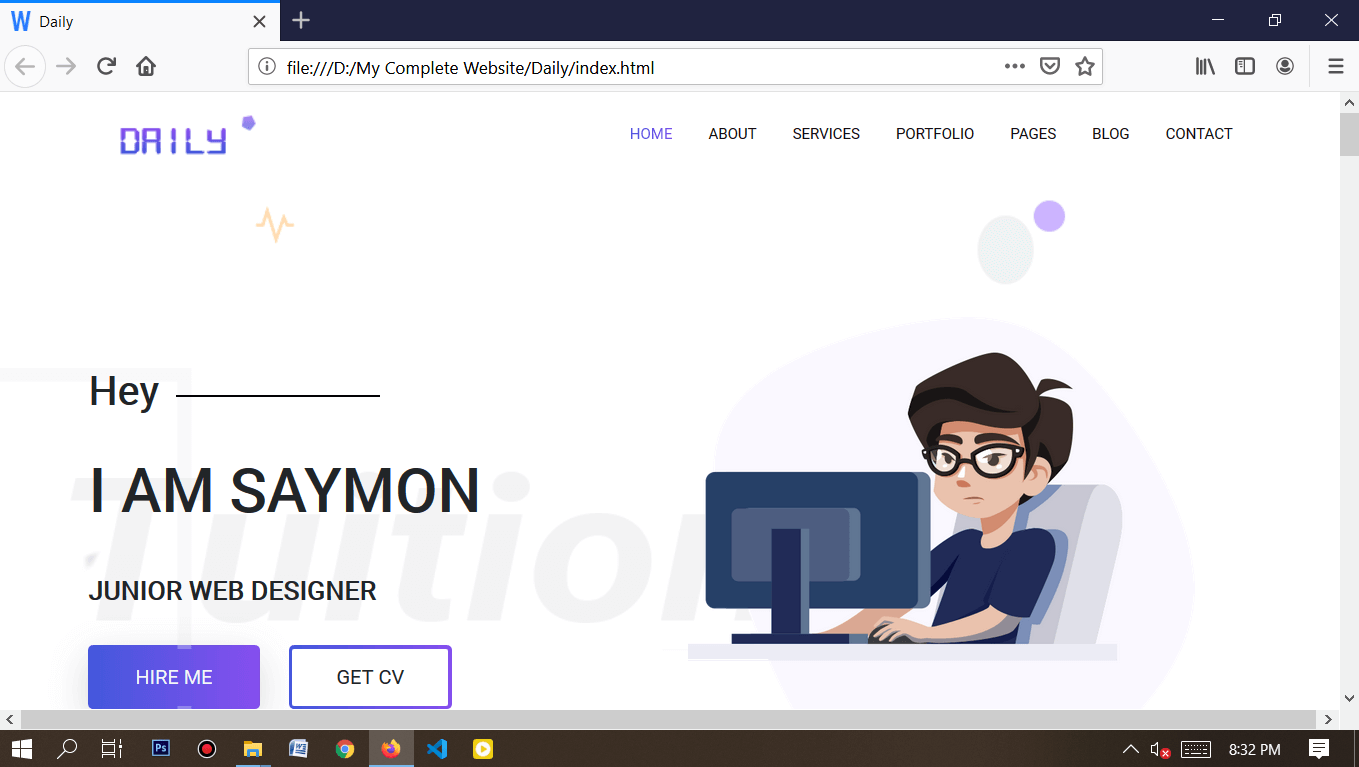 Daily
file:///D:/My Complete Website/Daily/index.html
DAILY
HOME ABOUT SERVICES PORTFOLIO PAGES BLOG CONTACT
Hey
I AM SAYMON
Tuition
JUNIOR WEB DESIGNER
HIRE ME GET CV
Ps
8:32 PM